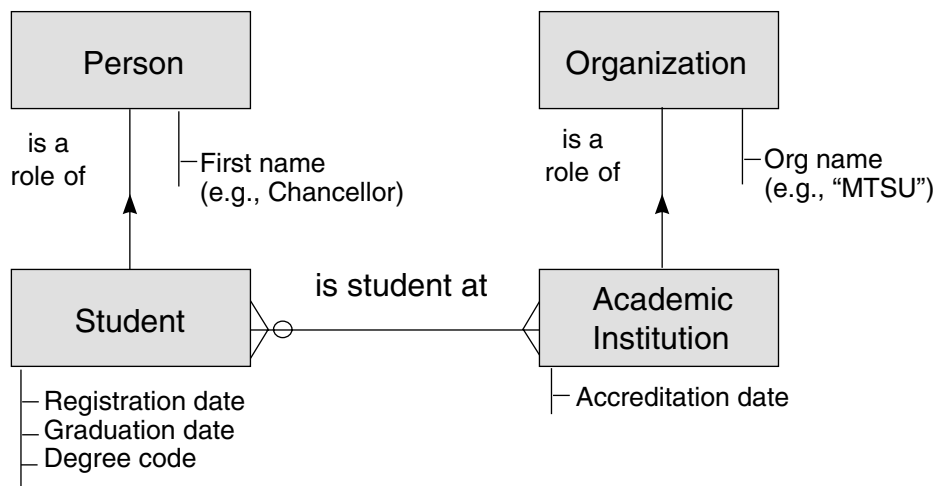 Person
Organization
is a
role of
First name
(e.g., Chancellor)
is a
role of
Org name
(e.g., “MTSU”)
Student
is student at
Academic
Institution
Registration date
Graduation date
Degree code
Accreditation date